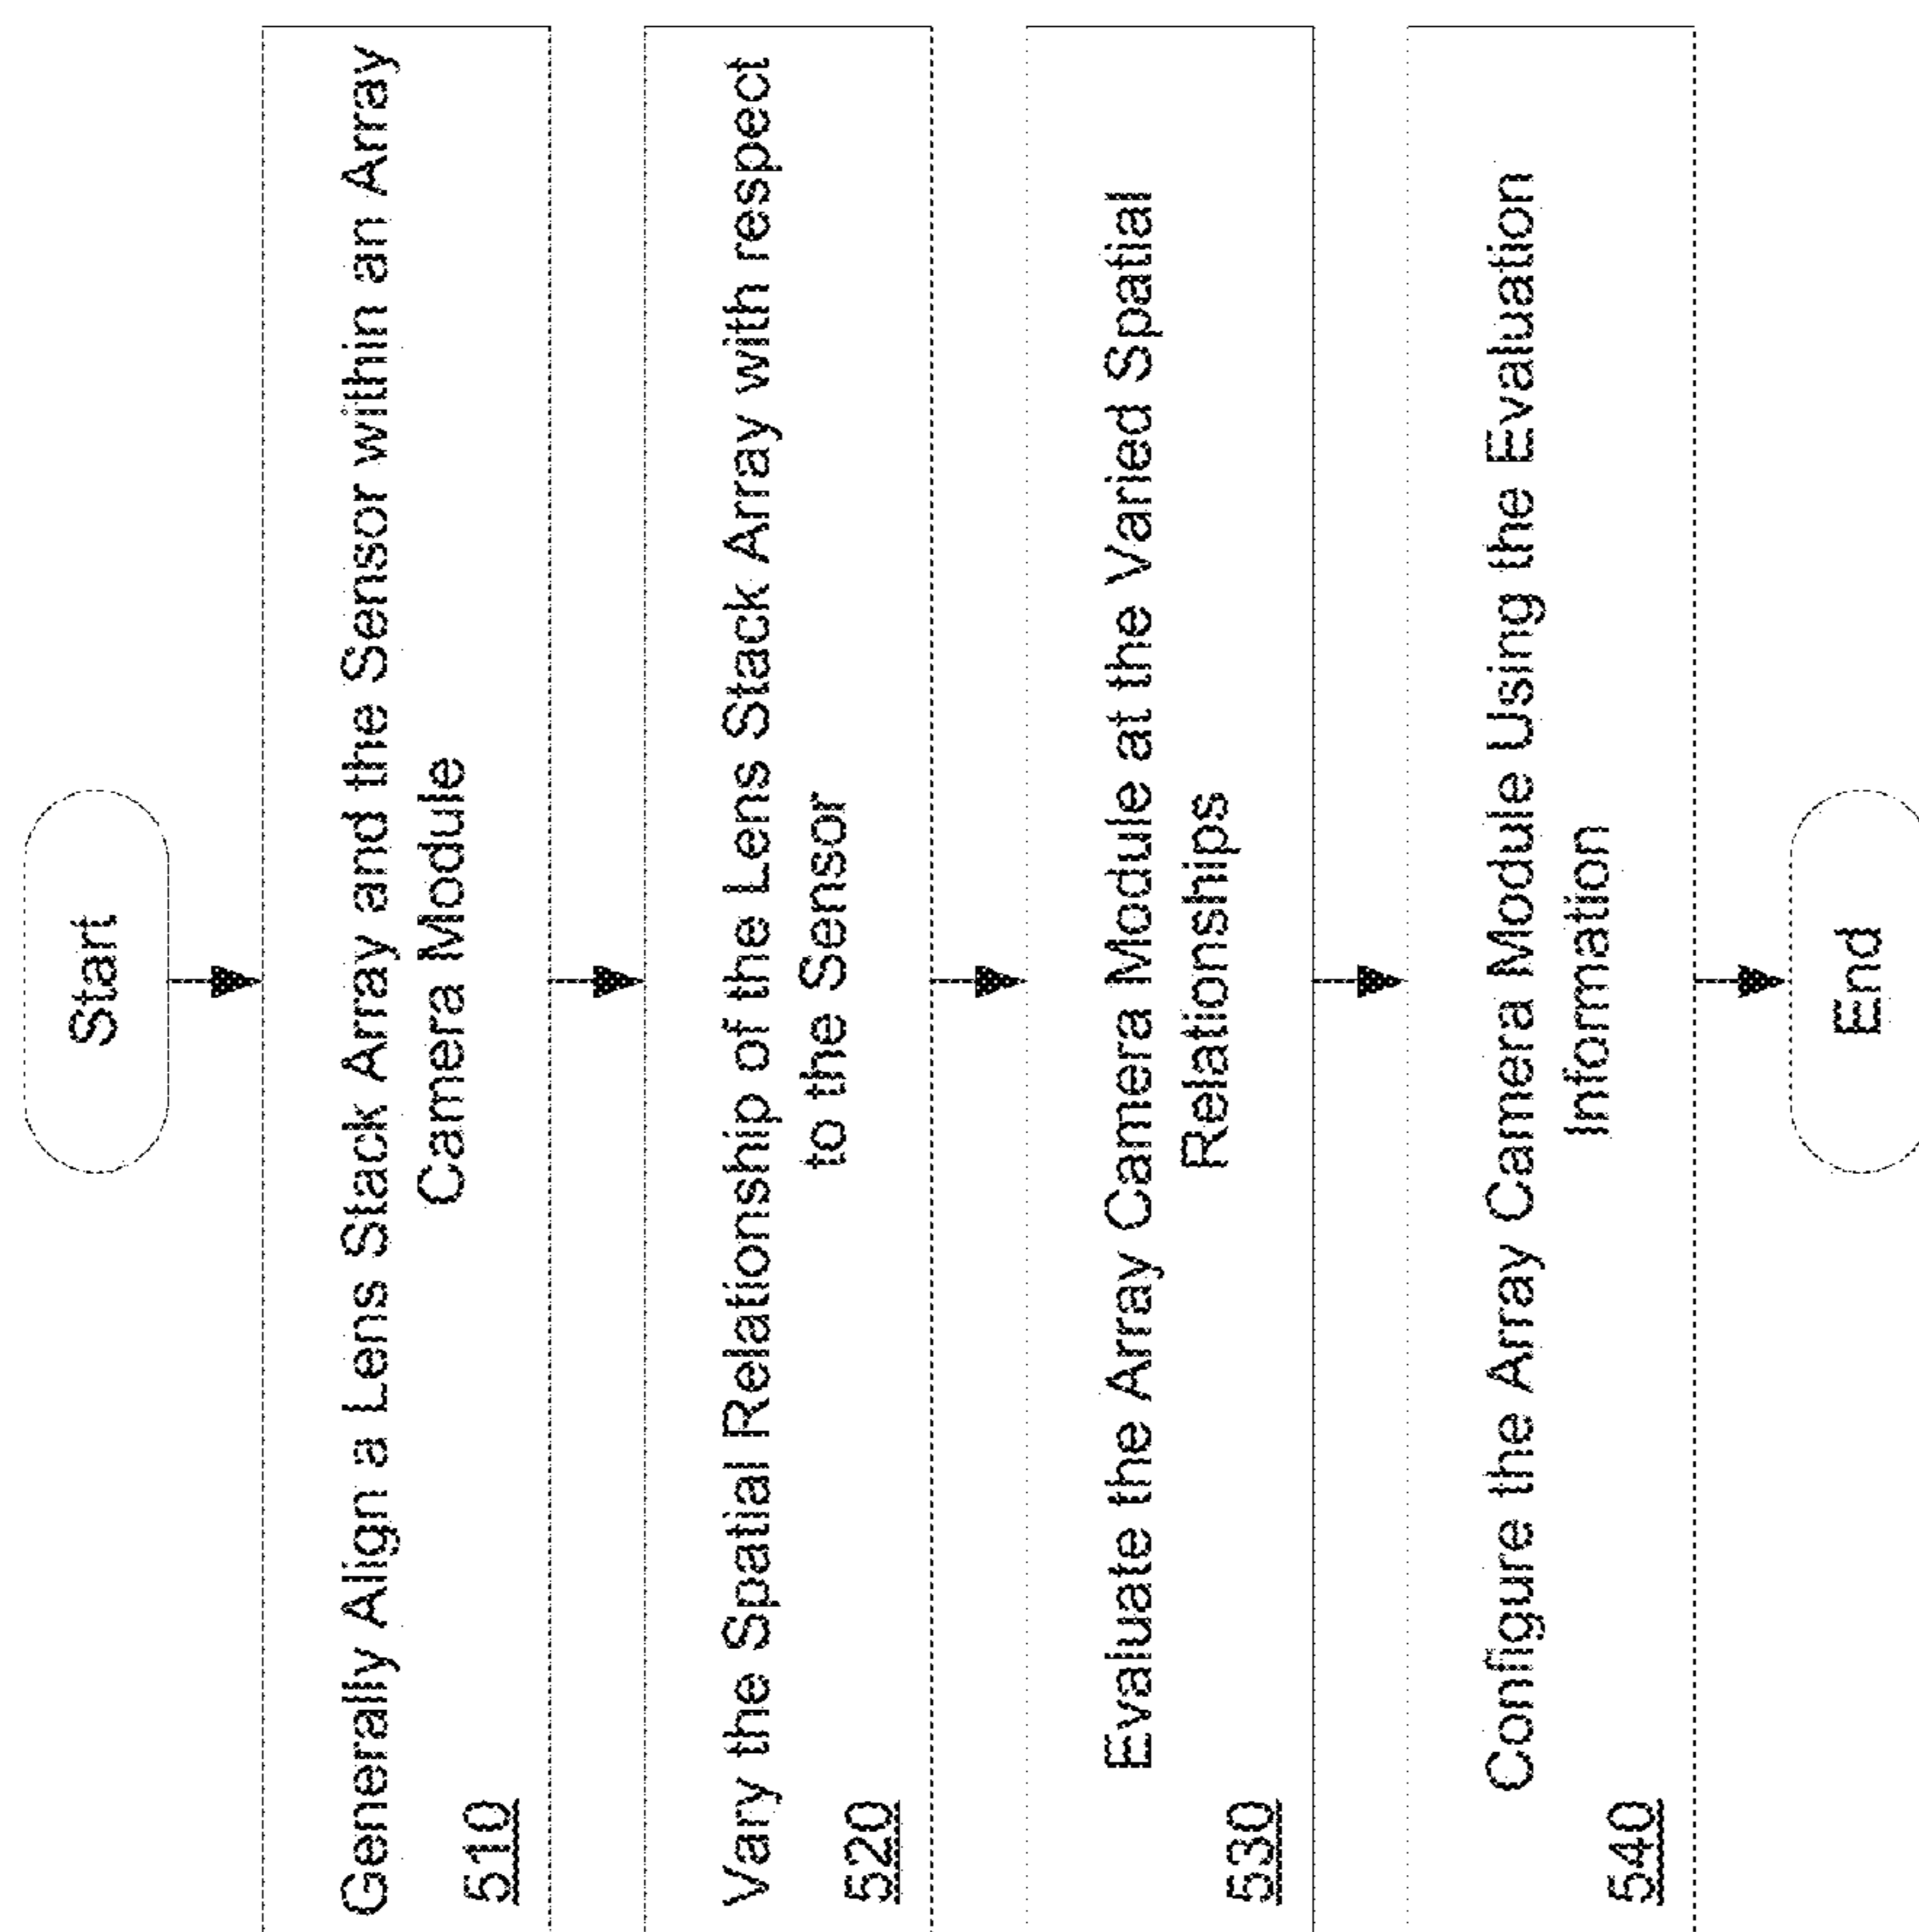 Start
Generally Align a Lens Stack Array and the Sensor within an Array
Camera Module
510
Vary the Spatial Relationship of the Lens Stack Array with respect
to the Sensor
520
Evaluate the Array Camera Module at the Varied Spatial
Relationships
530
Configure the Array Camera Module Using the Evaluation
Information
540
End